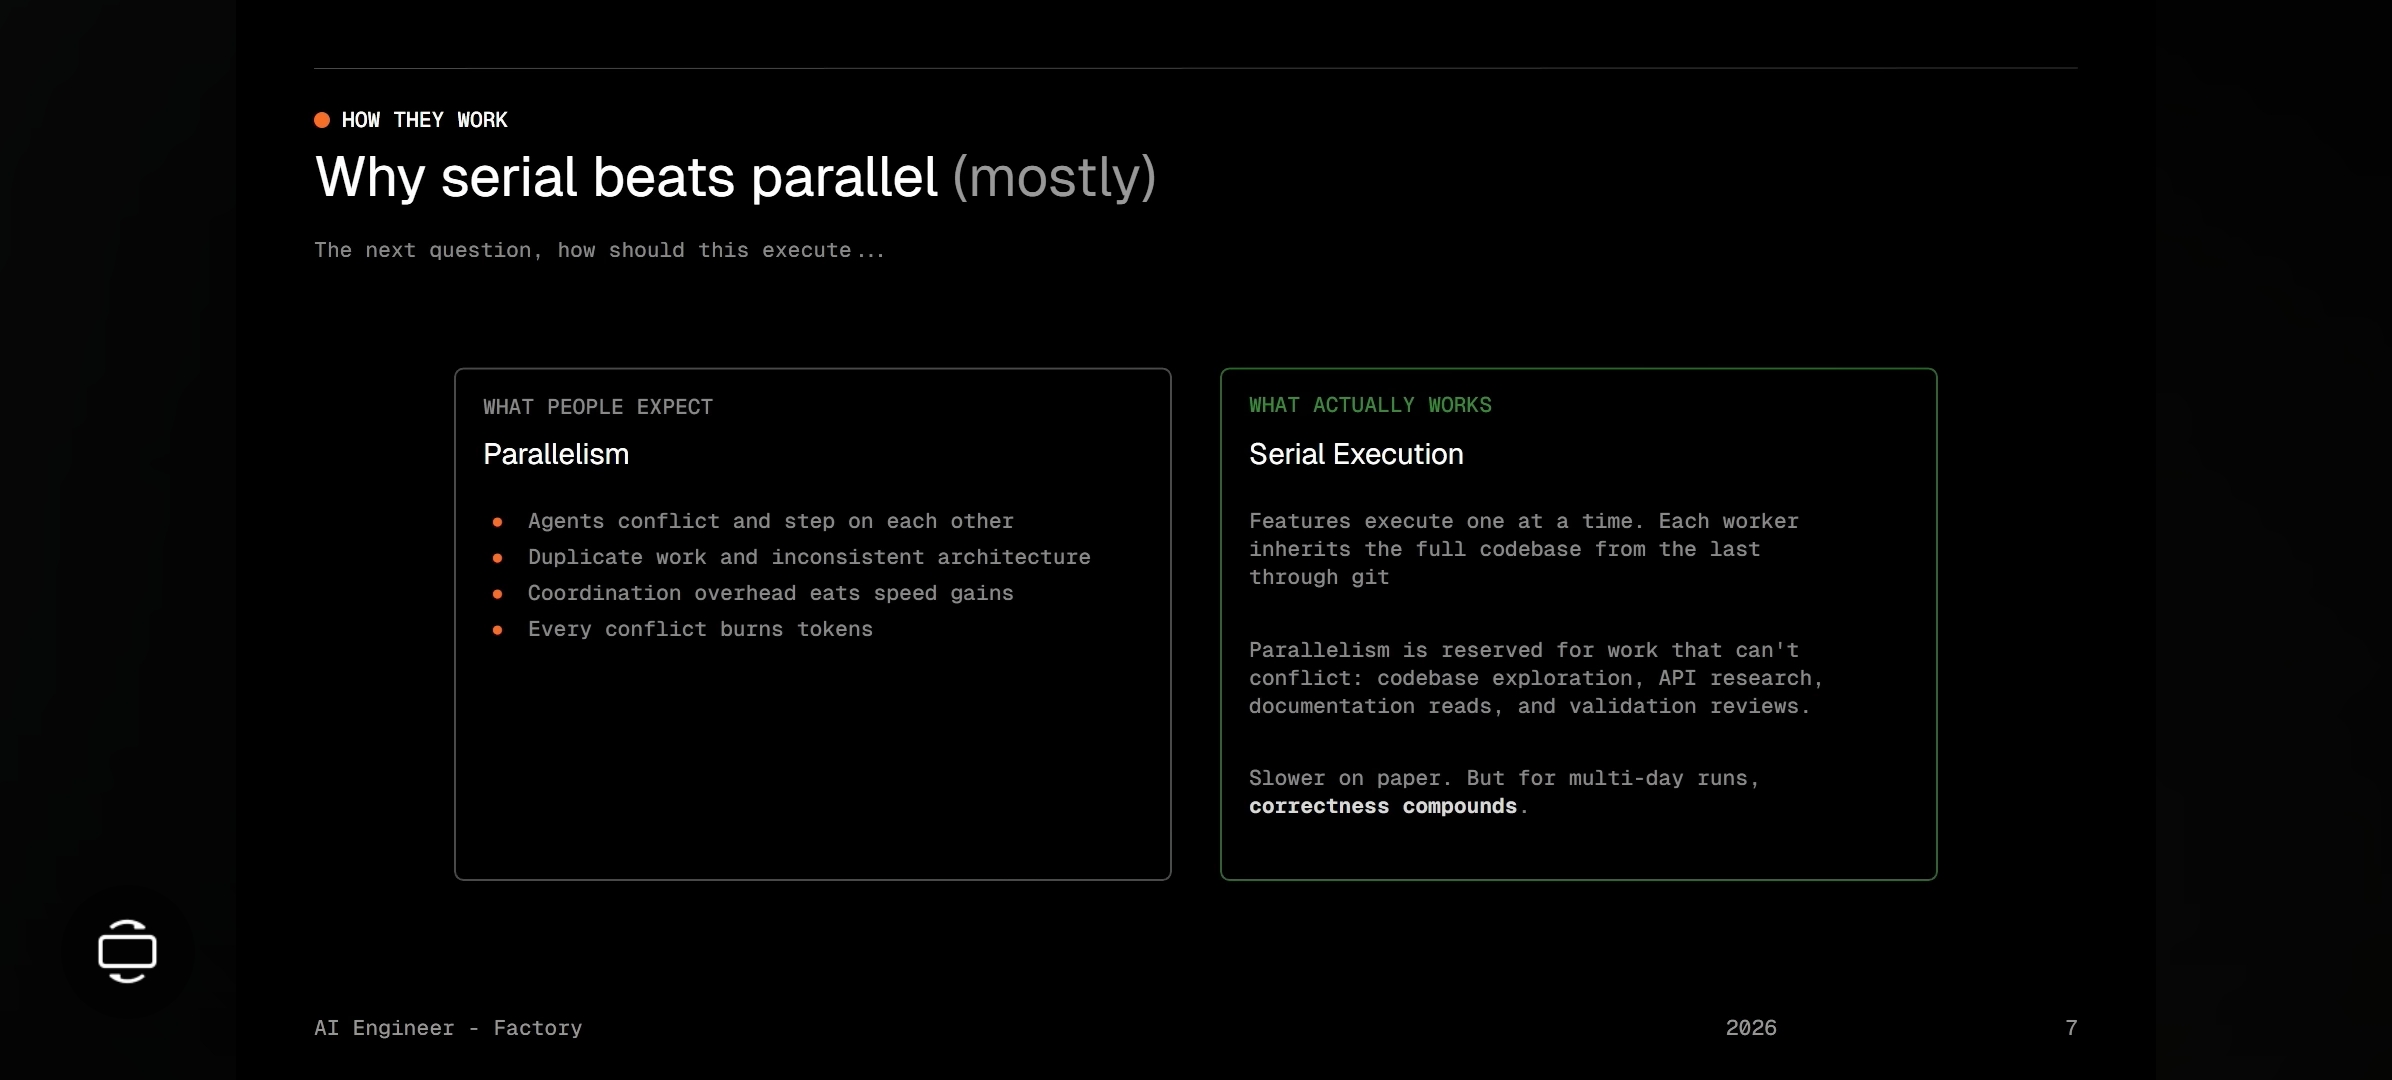 HOW THEY WORK
Why serial beats parallel (mostly)
The next question, how should this execute...
WHAT PEOPLE EXPECT
Parallelism
Agents conflict and step on each other
Duplicate work and inconsistent architecture
Coordination overhead eats speed gains
Every conflict burns tokens
WHAT ACTUALLY WORKS
Serial Execution
Features execute one at a time. Each worker
inherits the full codebase from the last
through git
Parallelism is reserved for work that can't
conflict: codebase exploration, API research,
documentation reads, and validation reviews.
Slower on paper. But for multi-day runs,
correctness compounds.
AI Engineer - Factory
2026
7